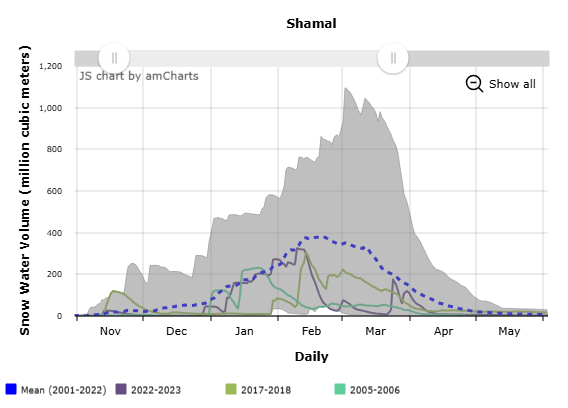 Shamal
Snow Water Volume (million cubic meters)
JS chart by amCharts
Show all
1,200
1,000
800
600
400
200
0
Nov Dec Jan Feb Mar Apr May
Daily
Mean (2001-2022) 2022-2023 2017-2018 2005-2006